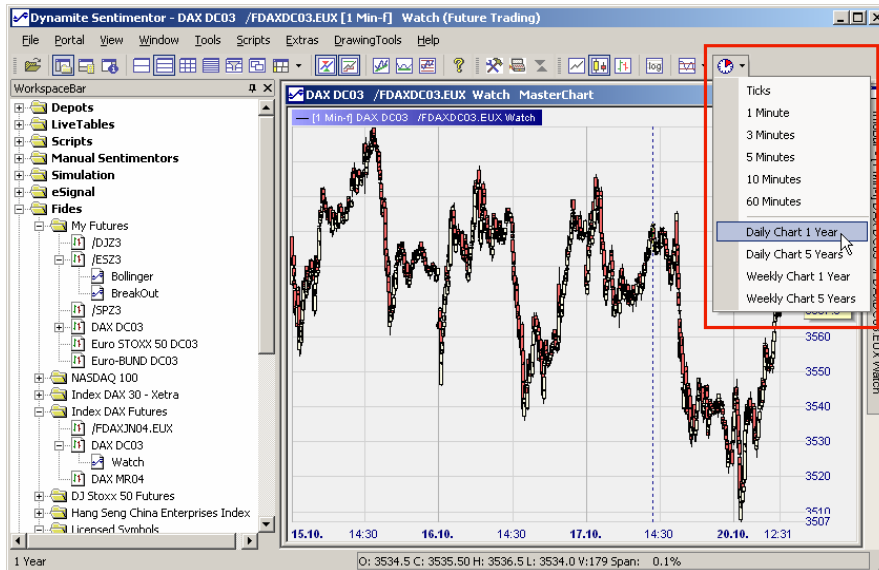 Dynamite Sentimentor - DAX DC03 /FDAXDC03.EUX [1 Min-f] Watch (Future Trading)
File Portal View Window Tools Scripts Extras DrawingTools Help
log
WorkspaceBar
Depots
LiveTables
Scripts
Manual Sentimentors
Simulation
eSignal
Fides
My Futures
/DJZ3
/ESZ3
Bollinger
BreakOut
/SPZ3
DAX DC03
Euro STOXX 50 DC03
Euro-BUND DC03
NASDAQ 100
Index DAX 30 - Xetra
Index DAX Futures
/FDAXJN04.EUX
DAX DC03
Watch
DAX MR04
DJ Stoxx 50 Futures
Hang Seng China Enterprises Index
Licensed Symbols
DAX DC03 /FDAXDC03.EUX Watch MasterChart
[1 Min-f] DAX DC03 /FDAXDC03.EUX Watch
Ticks
1 Minute
3 Minutes
5 Minutes
10 Minutes
60 Minutes
Daily Chart 1 Year
Daily Chart 5 Years
Weekly Chart 1 Year
Weekly Chart 5 Years
3560
3550
3540
3530
3520
3510
3507
15.10. 14:30 16.10. 14:30 17.10. 14:30 20.10. 12:31
1 Year
O: 3534.5 C: 3535.50 H: 3536.5 L: 3534.0 V:179 Span: 0.1%